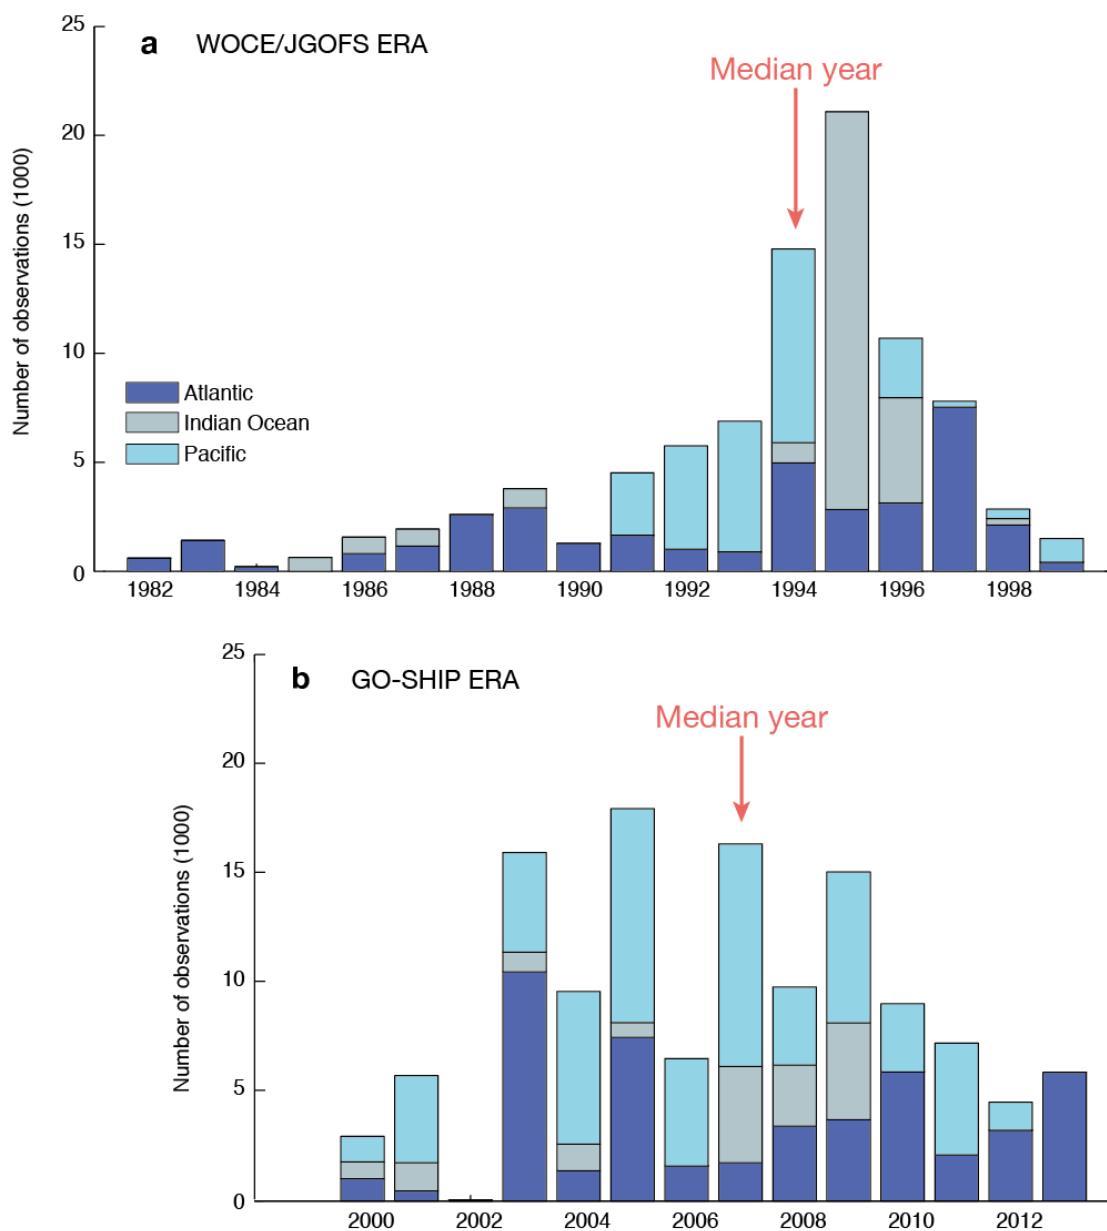 a WOCE/JGOFS ERA
Median year
Number of observations (1000)
25
20
15
10
5
0
Atlantic
Indian Ocean
Pacific
1982 1984 1986 1988 1990 1992 1994 1996 1998
b GO-SHIP ERA
Median year
Number of observations (1000)
25
20
15
10
5
0
2000 2002 2004 2006 2008 2010 2012